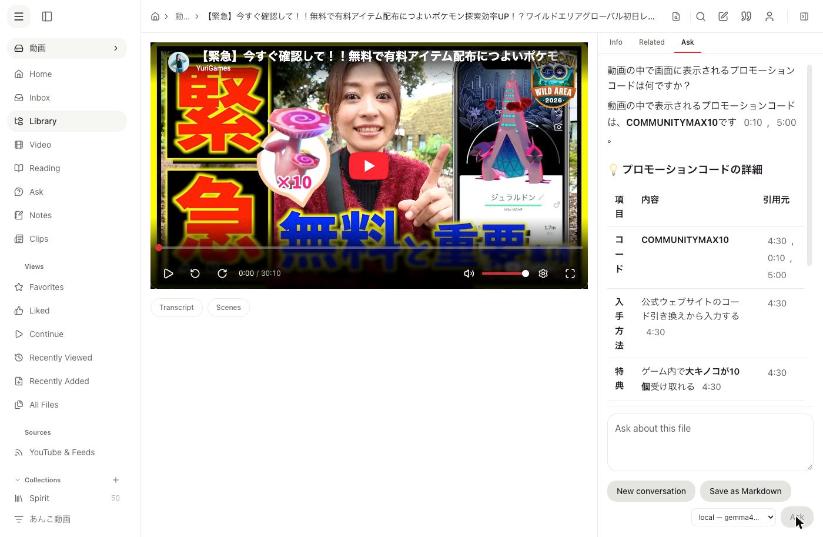 動...
【緊急】今すぐ確認して！！無料で有料アイテム配布につよいポケモン探索効率UP！？ワイルドエリアグローバル初日レ...
動画
Home
Inbox
Library
Video
Reading
Ask
Notes
Clips
Views
Favorites
Liked
Continue
Recently Viewed
Recently Added
All Files
Sources
YouTube & Feeds
Collections
Spirit 50
あんこ動画
【緊急】今すぐ確認して！！無料で有料アイテム配布につよいポケモ
YuriGames
GO
WILD AREA
2026
緊急
×10
ジェラルドン
1.7m
無料と重要
0:00 / 30:10
Transcript Scenes
Info Related Ask
動画の中で画面に表示されるプロモーション
コードは何ですか？
動画の中で表示されるプロモーションコード
は、COMMUNITYMAX10です 0:10 , 5:00
。
💡 プロモーションコードの詳細
項目 内容 引用元
コード COMMUNITYMAX10 4:30 , 0:10 , 5:00
入手方法 公式ウェブサイトのコード引き換えから入力する 4:30 4:30
特典 ゲーム内で大キノコが10個受け取れる 4:30 4:30
Ask about this file
New conversation Save as Markdown
local — gemma4... Ask